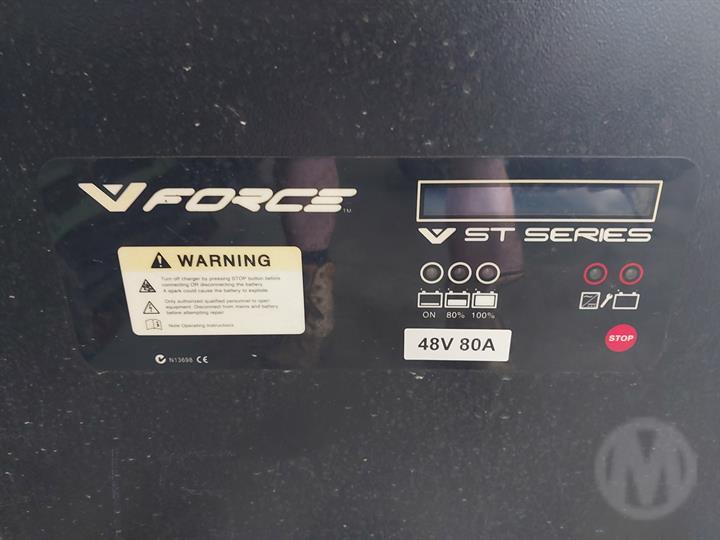 V FORCE TM
V ST SERIES
WARNING
Turn off charger by pressing STOP button before
connecting OR disconnecting the battery.
A spark could cause the battery to explode.
Only authorized qualified personnel to open
equipment. Disconnect from mains and battery
before attempting repair
Note Operating Instructions
N13698 CE
ON 80% 100%
48V 80A
STOP
M